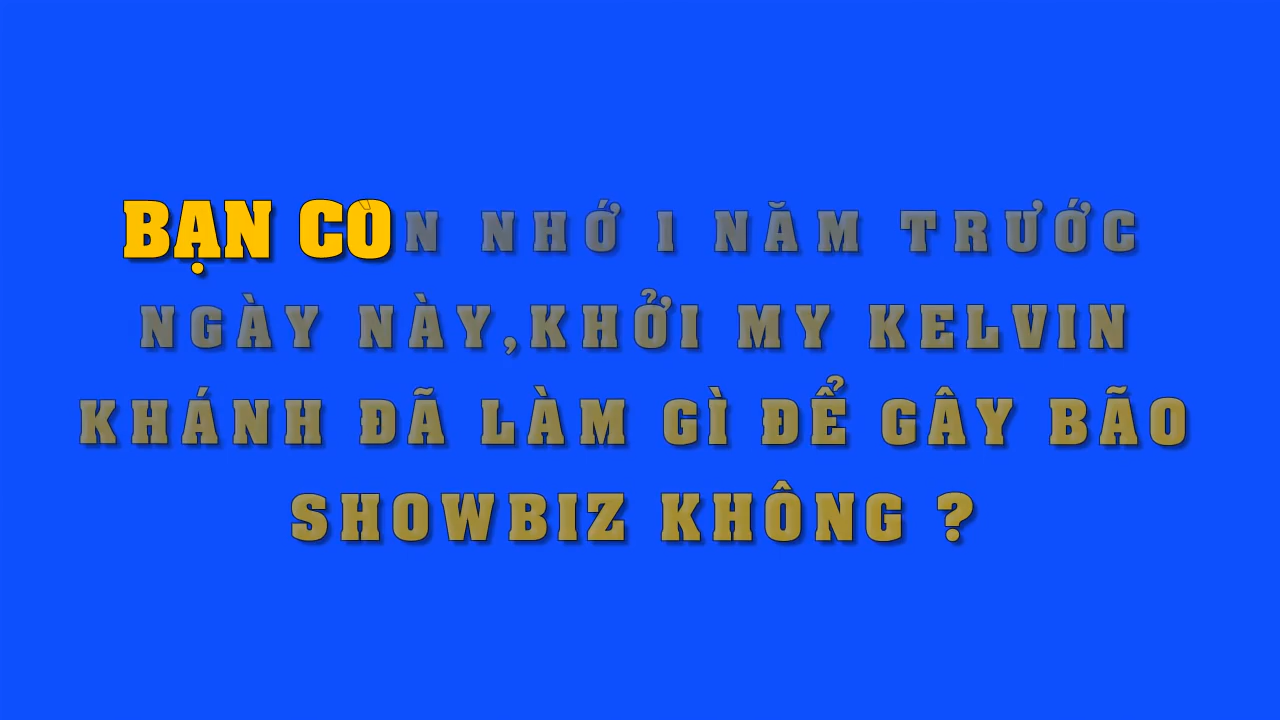 BẠN CÒN NHỚ 1 NĂM TRƯỚC
NGÀY NÀY,KHỞI MY KELVIN
KHÁNH ĐÃ LÀM GÌ ĐỂ GÂY BÃO
SHOWBIZ KHÔNG ?